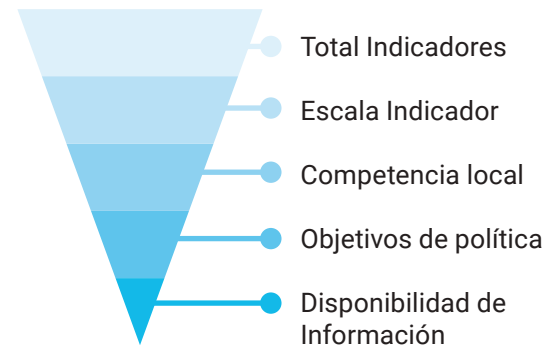 Total Indicadores
Escala Indicador
Competencia local
Objetivos de política
Disponibilidad de
Información